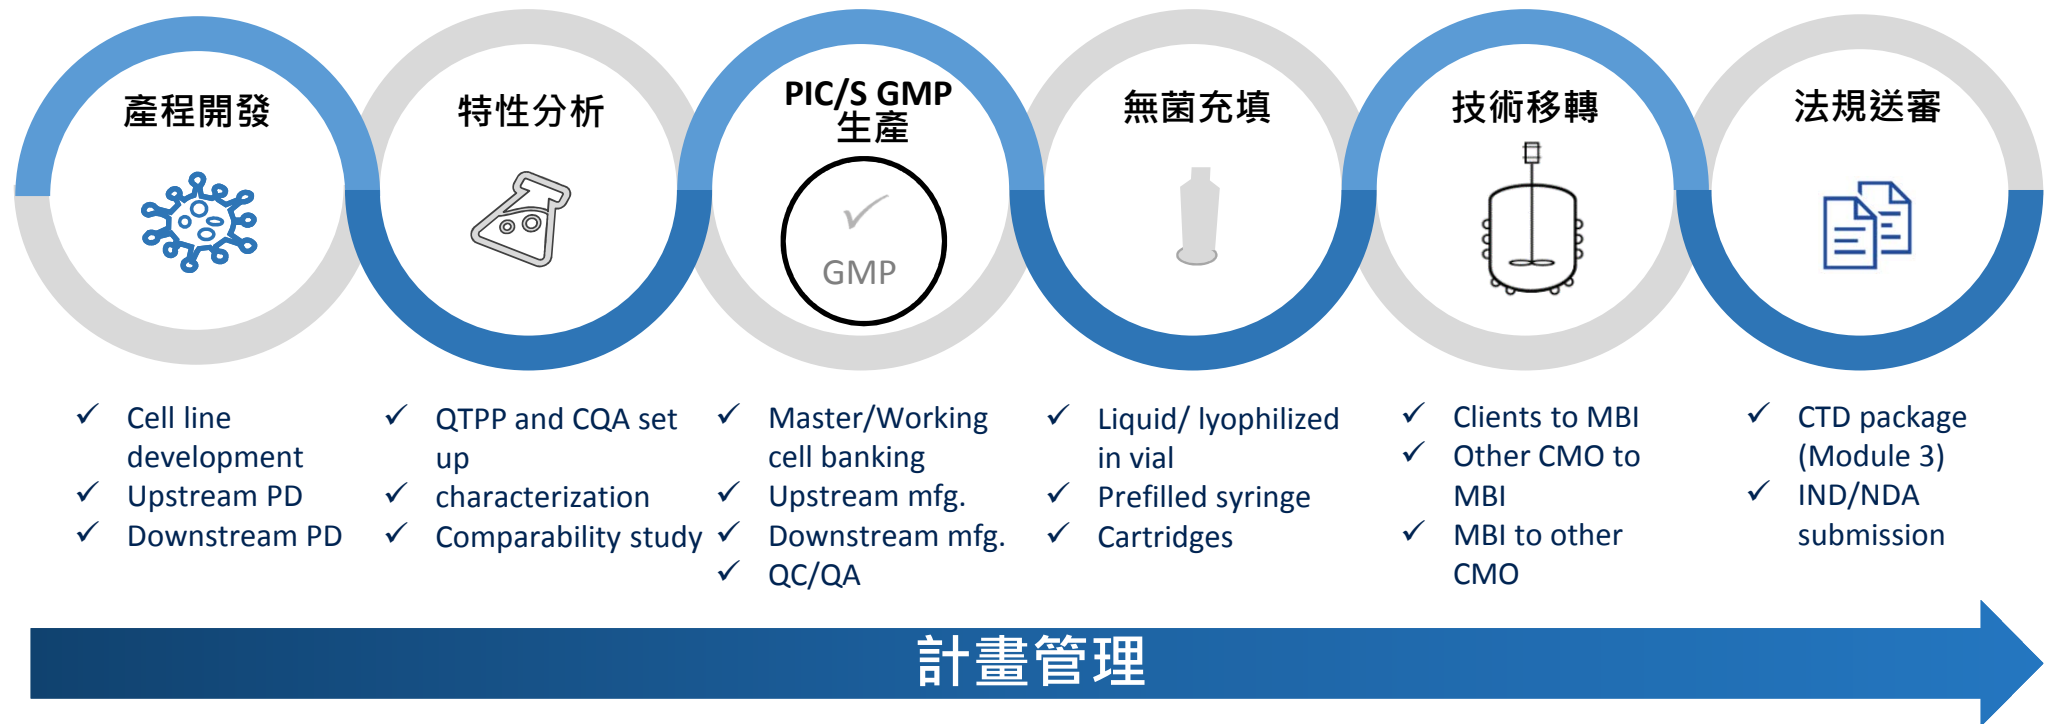 產程開發
特性分析
PIC/S GMP
生產
無菌充填
技術移轉
法規送審
GMP
Cell line
development
Upstream PD
Downstream PD
QTPP and CQA set
up
characterization
Comparability study
Master/Working
cell banking
Upstream mfg.
Downstream mfg.
QC/QA
Liquid/ lyophilized
in vial
Prefilled syringe
Cartridges
Clients to MBI
Other CMO to
MBI
MBI to other
CMO
CTD package
(Module 3)
IND/NDA
submission
計畫管理